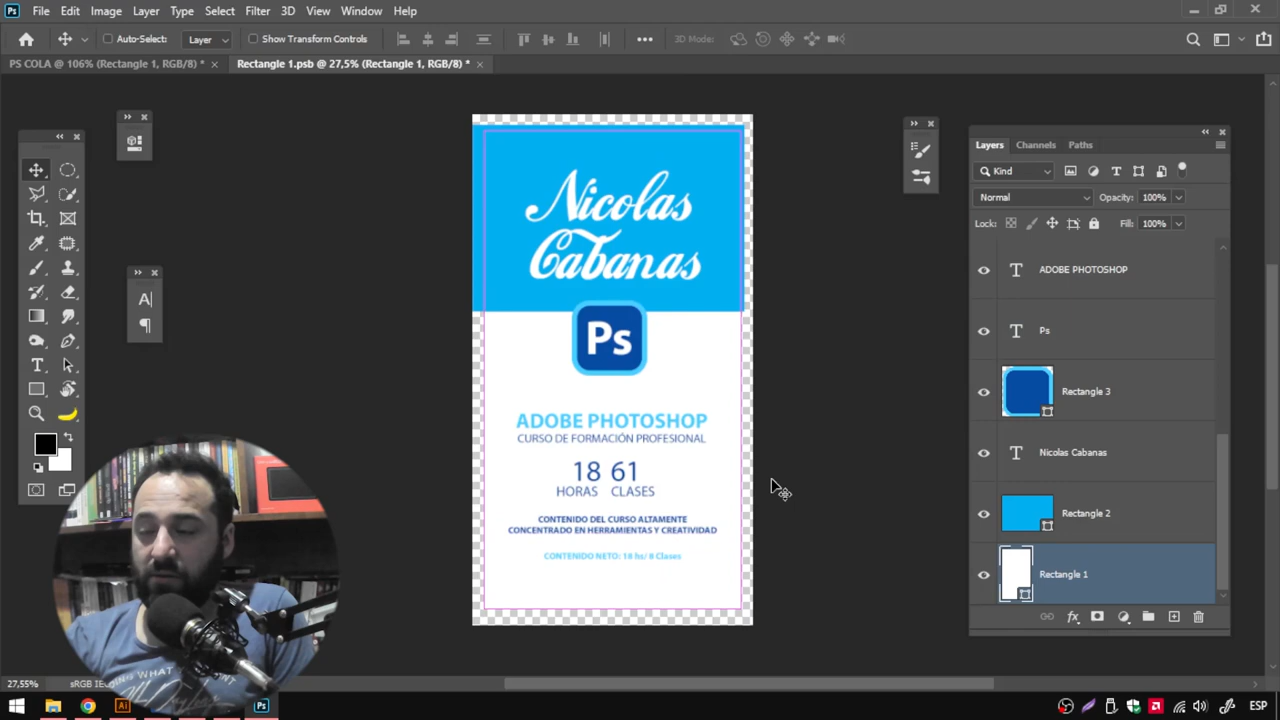 File Edit Image Layer Type Select Filter 3D View Window Help
Auto-Select: Layer Show Transform Controls 3D Mode:
PS COLA @ 106% (Rectangle 1, RGB/8) * Rectangle 1.psb @ 27,5% (Rectangle 1, RGB/8) *
Nicolas
Cabanas
Ps
ADOBE PHOTOSHOP
CURSO DE FORMACIÓN PROFESIONAL
18 61
HORAS CLASES
CONTENIDO DEL CURSO ALTAMENTE
CONCENTRADO EN HERRAMIENTAS Y CREATIVIDAD
CONTENIDO NETO: 18 hs/ 8 Clases
Layers Channels Paths
Kind
Normal Opacity: 100%
Lock: Fill: 100%
ADOBE PHOTOSHOP
Ps
Rectangle 3
Nicolas Cabanas
Rectangle 2
Rectangle 1
27,55% sRGB IE
ESP